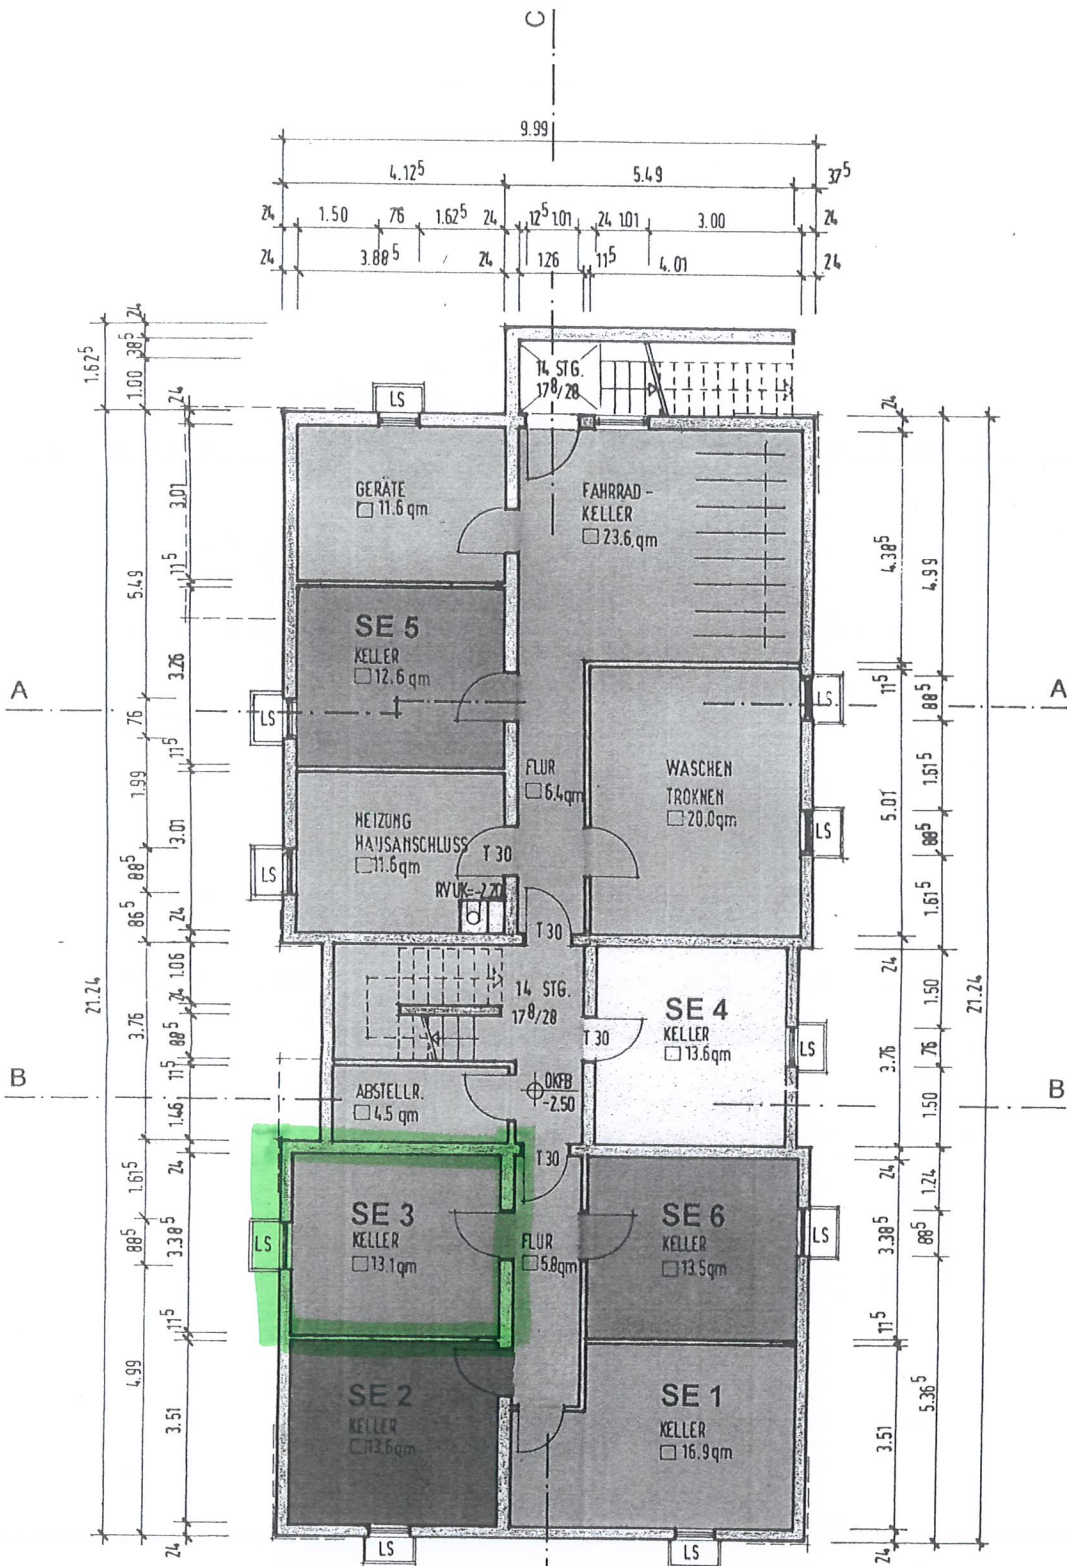 C
9.99
4.12⁵ 5.49 37⁵
24 1.50 76 1.62⁵ 24 12⁵ 1.01 24 1.01 3.00 24
24 3.88⁵ 24 1.26 11⁵ 4.01 24
1.62⁵
24
38⁵
1.00
24
3.01
11⁵
5.49
3.26
76
11⁵
1.99
3.01
88⁵
86⁵
24
21.24
1.06
24
3.76
88⁵
11⁵
1.46
24
1.61⁵
88⁵
3.38⁵
11⁵
4.99
3.51
24
14 STG.
17⁸/28
LS
GERÄTE
11.6 qm
FAHRRAD-
KELLER
23.6 qm
SE 5
KELLER
12.6 qm
A
A
LS
LS
FLUR
6.4 qm
WASCHEN
TROKNEN
20.0 qm
LS
HEIZUNG
HAUSANSCHLUSS
11.6 qm
T 30
RVUK=-2.70
LS
T 30
14 STG.
17⁸/28
T 30
SE 4
KELLER
13.6 qm
LS
B
B
ABSTELLR.
4.5 qm
OKFB
-2.50
T 30
SE 3
KELLER
13.1 qm
LS
FLUR
5.8 qm
SE 6
KELLER
13.5 qm
LS
SE 2
KELLER
13.6 qm
SE 1
KELLER
16.9 qm
LS
LS
24
4.38⁵
4.99
11⁵
88⁵
5.01
1.61⁵
88⁵
1.61⁵
24
1.50
21.24
3.76
76
1.50
24
1.24
3.38⁵
88⁵
11⁵
5.36⁵
3.51
24